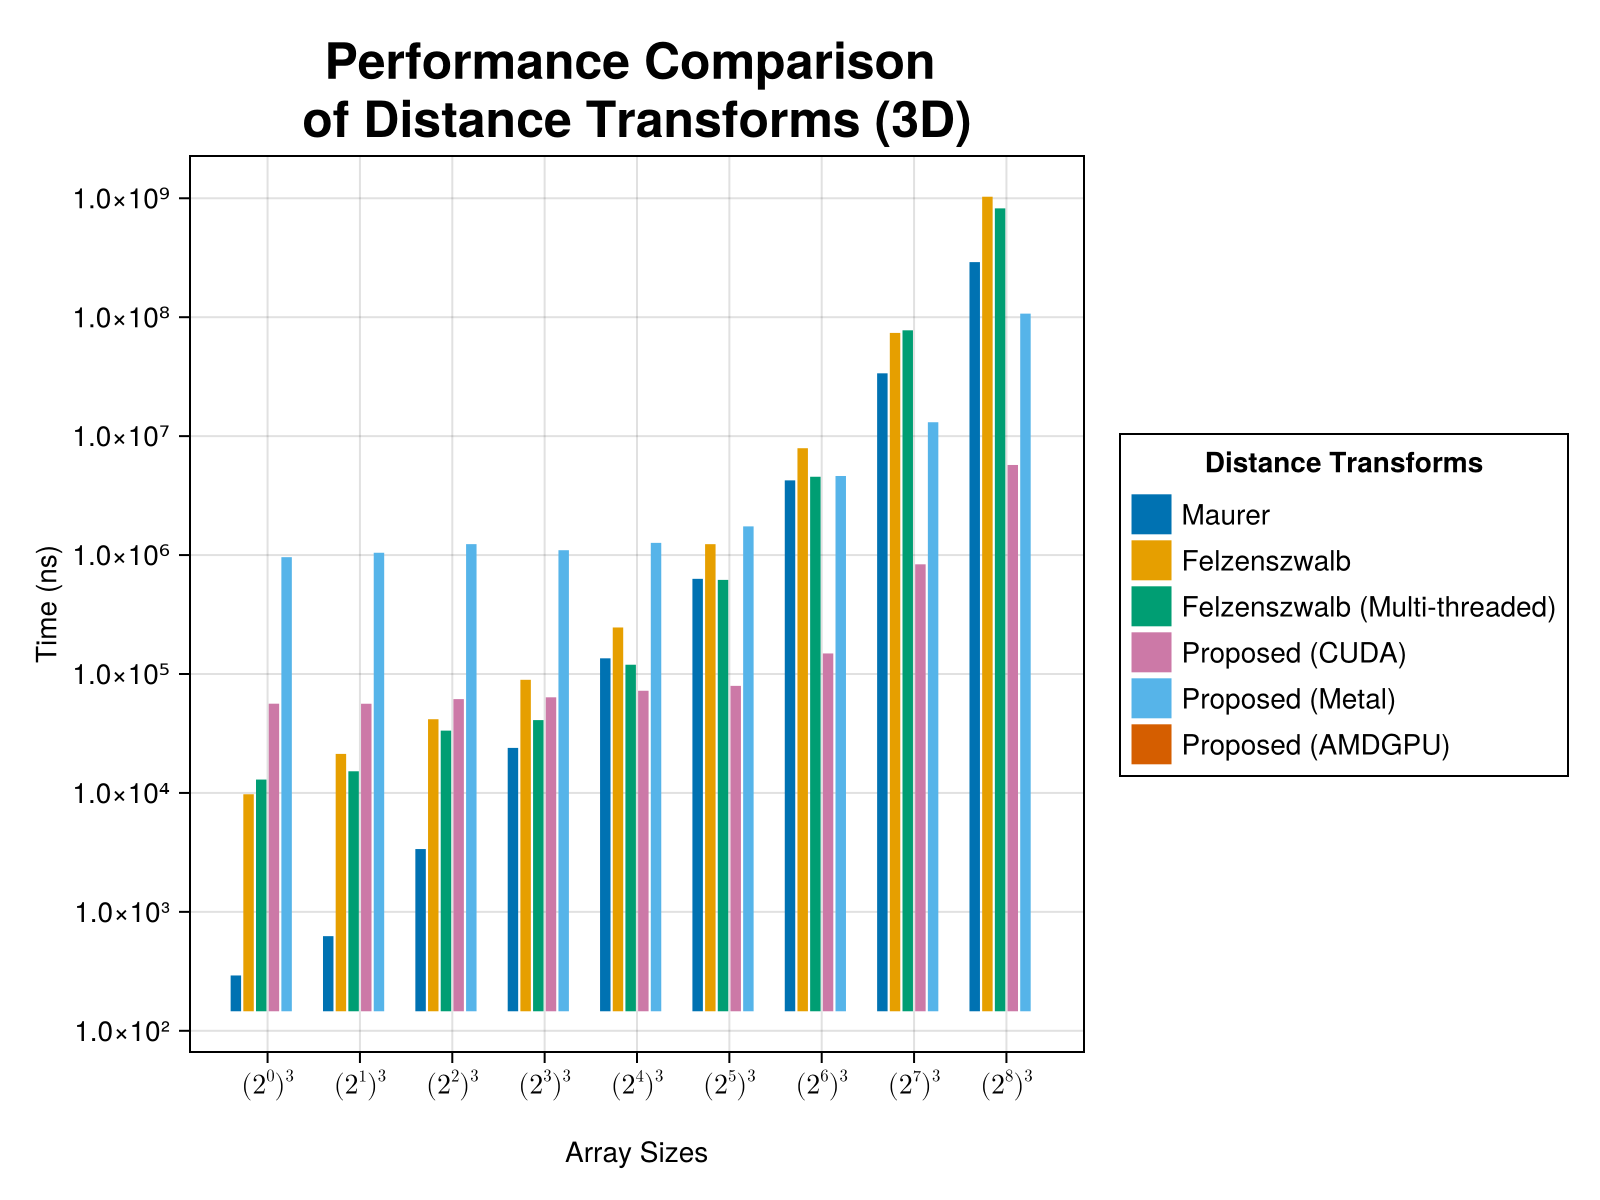 Performance Comparison
of Distance Transforms (3D)
Time (ns)
1.0×10⁹
1.0×10⁸
1.0×10⁷
1.0×10⁶
1.0×10⁵
1.0×10⁴
1.0×10³
1.0×10²
(2⁰)³ (2¹)³ (2²)³ (2³)³ (2⁴)³ (2⁵)³ (2⁶)³ (2⁷)³ (2⁸)³
Array Sizes
Distance Transforms
Maurer
Felzenszwalb
Felzenszwalb (Multi-threaded)
Proposed (CUDA)
Proposed (Metal)
Proposed (AMDGPU)